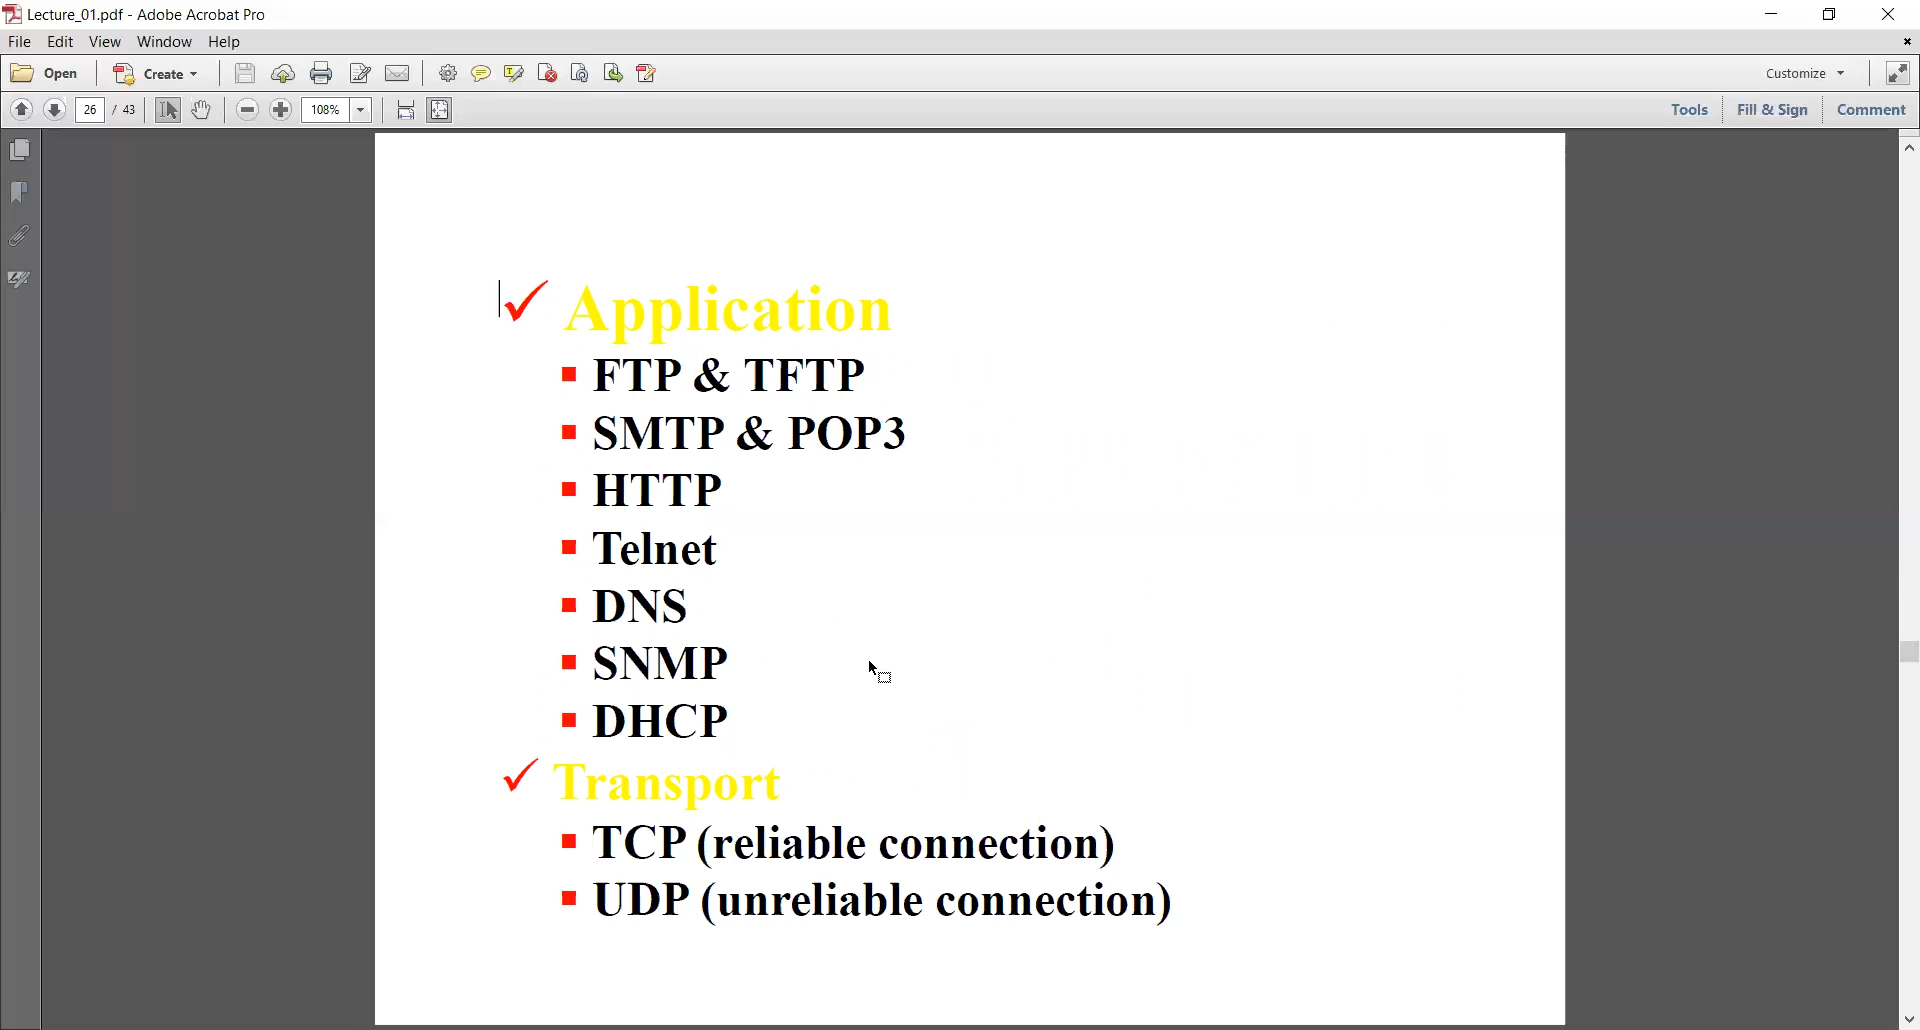 Lecture_01.pdf - Adobe Acrobat Pro
File Edit View Window Help
Open Create Customize
26 / 43 108% Tools Fill & Sign Comment
Application
FTP & TFTP
SMTP & POP3
HTTP
Telnet
DNS
SNMP
DHCP
Transport
TCP (reliable connection)
UDP (unreliable connection)